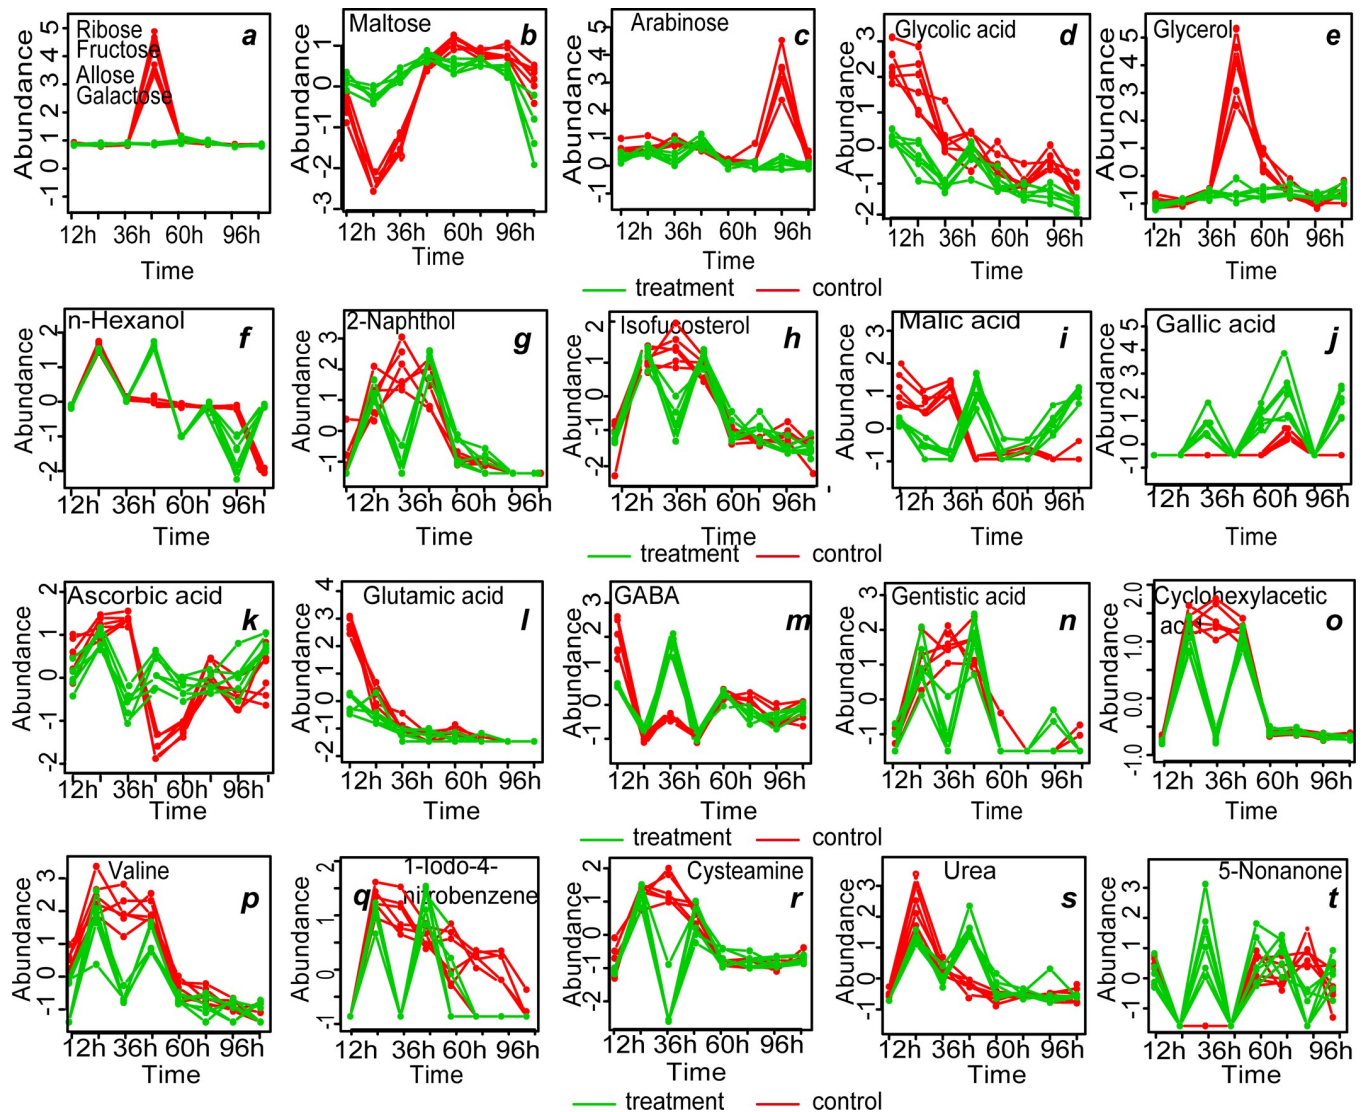 Ribose
Fructose
Allose
Galactose
a
Abundance
5
4
3
2
1
0
-1
12h 36h 60h 96h
Time
Maltose
b
Abundance
1
0
-1
-2
-3
12h 36h 60h 96h
Time
Arabinose
c
Abundance
5
4
3
2
1
0
-1
12h 36h 60h 96h
Time
Glycolic acid
d
Abundance
3
2
1
0
-1
-2
12h 36h 60h 96h
Time
Glycerol
e
Abundance
5
4
3
2
1
0
-1
12h 36h 60h 96h
Time
treatment control
n-Hexanol
f
Abundance
2
1
0
-1
-2
12h 36h 60h 96h
Time
2-Naphthol
g
Abundance
3
2
1
0
-1
12h 36h 60h 96h
Time
Isofucosterol
h
Abundance
2
1
0
-1
-2
12h 36h 60h 96h
Time
Malic acid
i
Abundance
3
2
1
0
-1
12h 36h 60h 96h
Time
Gallic acid
j
Abundance
5
4
3
2
1
0
-1
12h 36h 60h 96h
Time
treatment control
Ascorbic acid
k
Abundance
2
1
0
-1
-2
12h 36h 60h 96h
Time
Glutamic acid
l
Abundance
4
3
2
1
0
-1
-2
12h 36h 60h 96h
Time
GABA
m
Abundance
3
2
1
0
-1
12h 36h 60h 96h
Time
Gentistic acid
n
Abundance
3
2
1
0
-1
12h 36h 60h 96h
Time
Cyclohexylacetic
acid
o
Abundance
2.0
1.0
0.0
-1.0
12h 36h 60h 96h
Time
treatment control
Valine
p
Abundance
3
2
1
0
-1
12h 36h 60h 96h
Time
1-Iodo-4-
nitrobenzene
q
Abundance
2
1
0
-1
12h 36h 60h 96h
Time
Cysteamine
r
Abundance
2
1
0
-1
-2
12h 36h 60h 96h
Time
Urea
s
Abundance
3
2
1
0
-1
12h 36h 60h 96h
Time
5-Nonanone
t
Abundance
3
2
1
0
-1
12h 36h 60h 96h
Time
treatment control